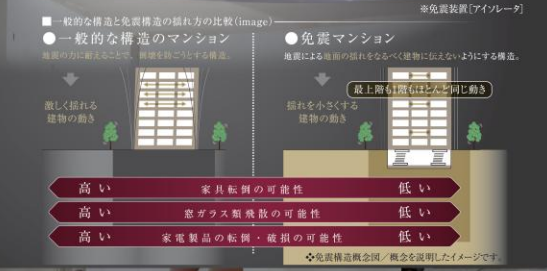 ※免震装置[アイソレータ]
■一般的な構造と免震構造の揺れ方の比較(image)
●一般的な構造のマンション
地震の力に耐えることで、倒壊を防ごうとする構造。
激しく揺れる
建物の動き
●免震マンション
地震による地面の揺れをなるべく建物に伝えないようにする構造。
最上階も1階もほとんど同じ動き
揺れを小さくする
建物の動き
高い 家具転倒の可能性 低い
高い 窓ガラス類飛散の可能性 低い
高い 家電製品の転倒・破損の可能性 低い
❖免震構造概念図／概念を説明したイメージです。